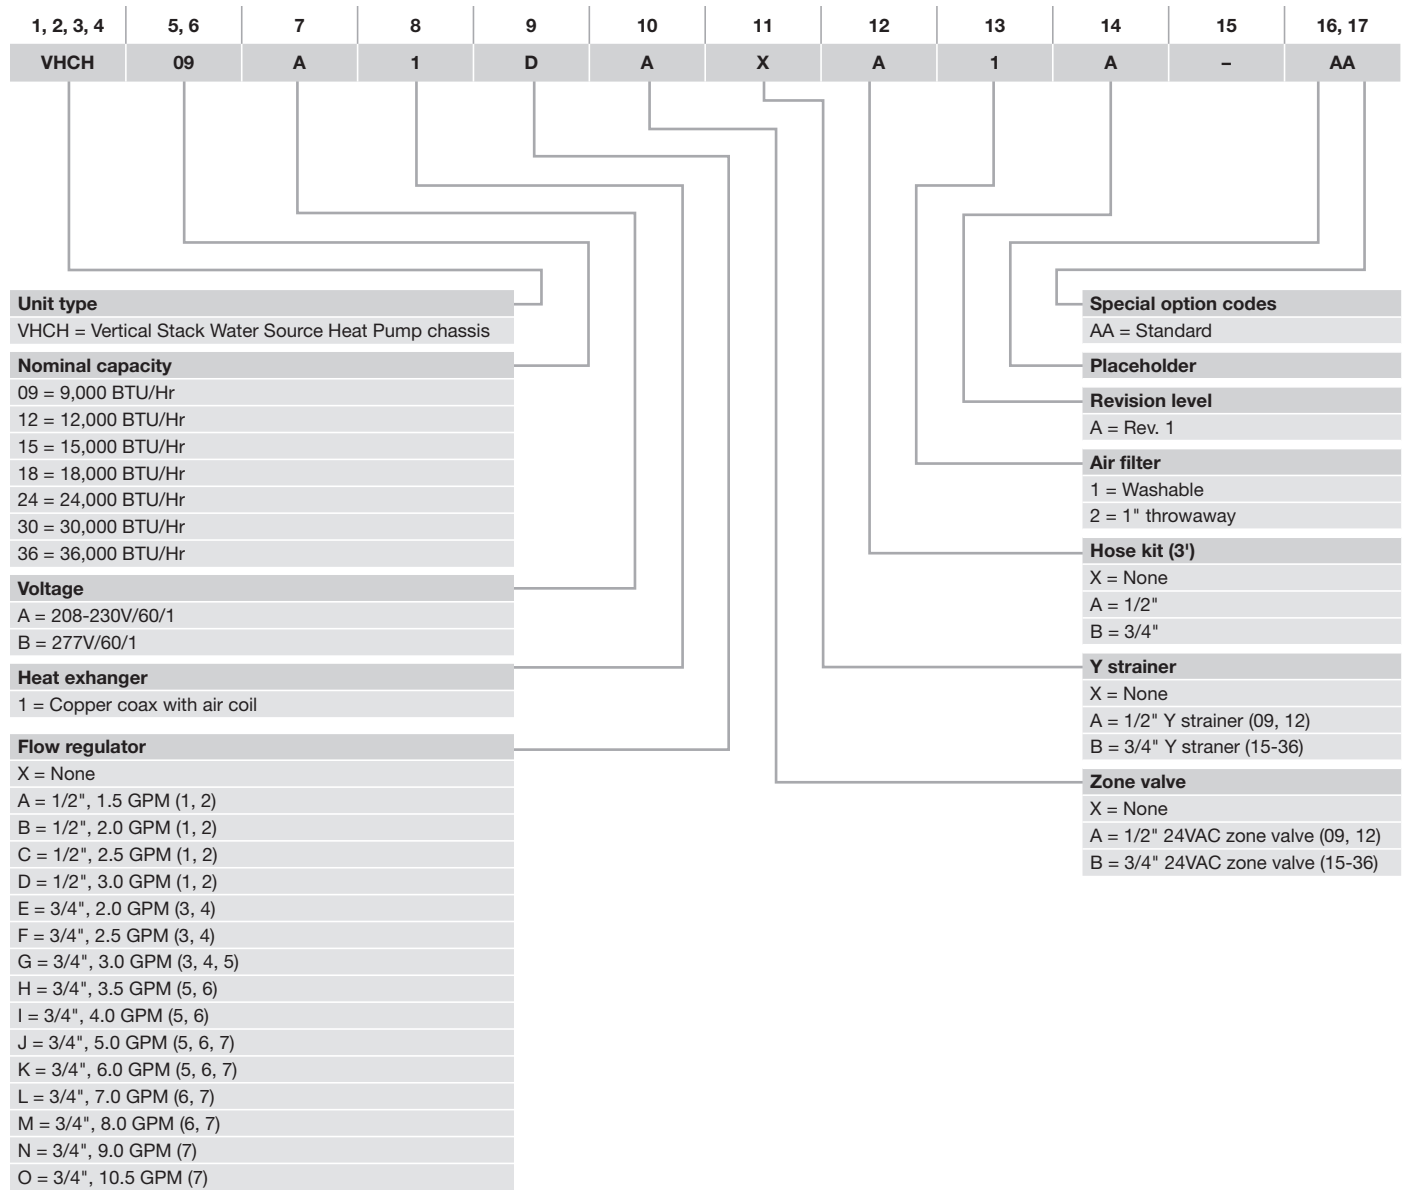 1, 2, 3, 4 5, 6 7 8 9 10 11 12 13 14 15 16, 17
VHCH 09 A 1 D A X A 1 A – AA
Unit type
VHCH = Vertical Stack Water Source Heat Pump chassis
Nominal capacity
09 = 9,000 BTU/Hr
12 = 12,000 BTU/Hr
15 = 15,000 BTU/Hr
18 = 18,000 BTU/Hr
24 = 24,000 BTU/Hr
30 = 30,000 BTU/Hr
36 = 36,000 BTU/Hr
Voltage
A = 208-230V/60/1
B = 277V/60/1
Heat exhanger
1 = Copper coax with air coil
Flow regulator
X = None
A = 1/2", 1.5 GPM (1, 2)
B = 1/2", 2.0 GPM (1, 2)
C = 1/2", 2.5 GPM (1, 2)
D = 1/2", 3.0 GPM (1, 2)
E = 3/4", 2.0 GPM (3, 4)
F = 3/4", 2.5 GPM (3, 4)
G = 3/4", 3.0 GPM (3, 4, 5)
H = 3/4", 3.5 GPM (5, 6)
I = 3/4", 4.0 GPM (5, 6)
J = 3/4", 5.0 GPM (5, 6, 7)
K = 3/4", 6.0 GPM (5, 6, 7)
L = 3/4", 7.0 GPM (6, 7)
M = 3/4", 8.0 GPM (6, 7)
N = 3/4", 9.0 GPM (7)
O = 3/4", 10.5 GPM (7)
Special option codes
AA = Standard
Placeholder
Revision level
A = Rev. 1
Air filter
1 = Washable
2 = 1" throwaway
Hose kit (3')
X = None
A = 1/2"
B = 3/4"
Y strainer
X = None
A = 1/2" Y strainer (09, 12)
B = 3/4" Y straner (15-36)
Zone valve
X = None
A = 1/2" 24VAC zone valve (09, 12)
B = 3/4" 24VAC zone valve (15-36)